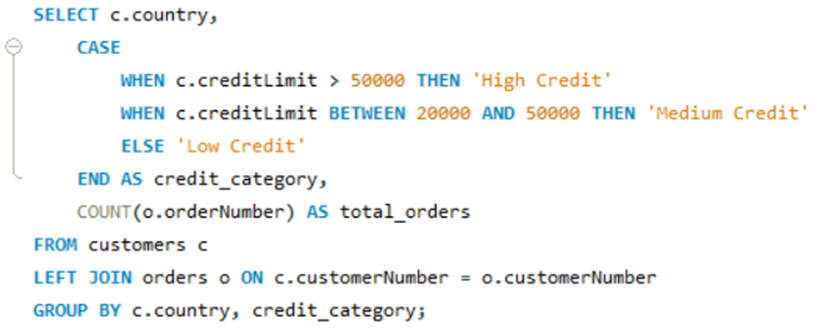 SELECT c.country,
CASE
WHEN c.creditLimit > 50000 THEN 'High Credit'
WHEN c.creditLimit BETWEEN 20000 AND 50000 THEN 'Medium Credit'
ELSE 'Low Credit'
END AS credit_category,
COUNT(o.orderNumber) AS total_orders
FROM customers c
LEFT JOIN orders o ON c.customerNumber = o.customerNumber
GROUP BY c.country, credit_category;